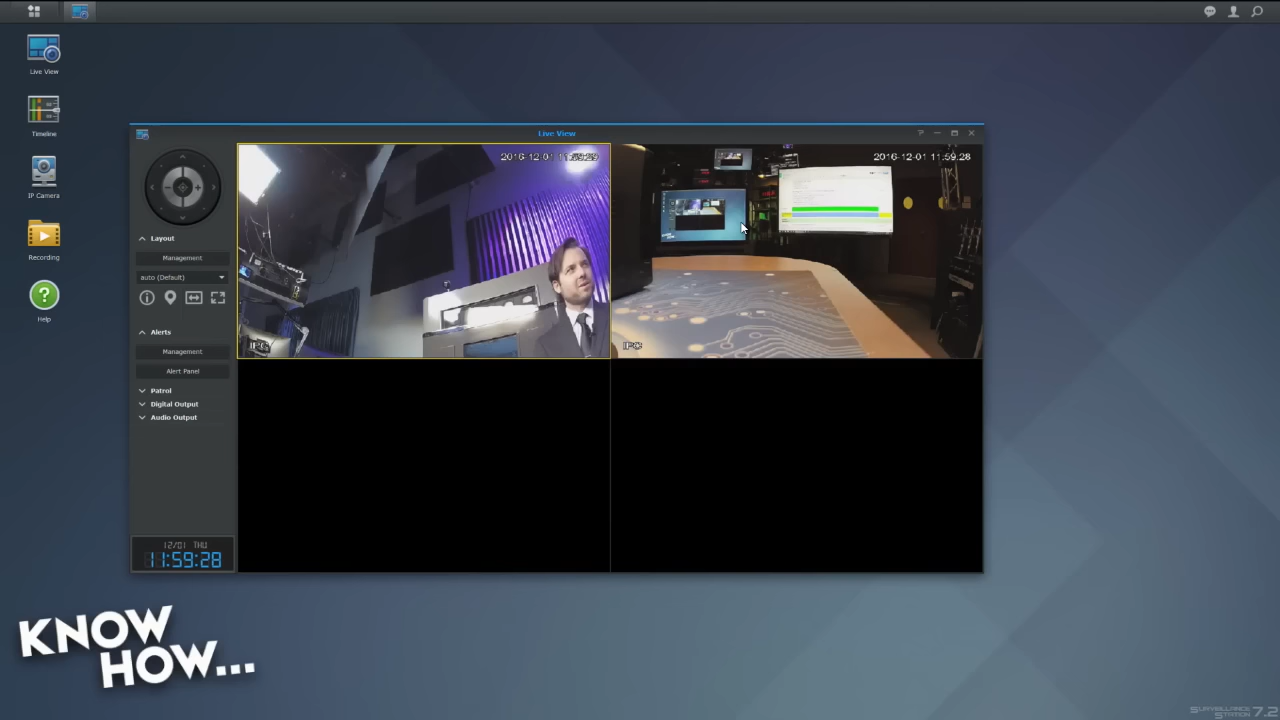 Live View
Timeline
IP Camera
Recording
Help
Live View
2016-12-01 11:59:29
2016-12-01 11:59:28
Layout
Management
auto (Default)
Alerts
Management
Alert Panel
Patrol
Digital Output
Audio Output
IPC
IPC
12/01 THU
11:59:28
KNOW
HOW...
SURVEILLANCE
STATION 7.2